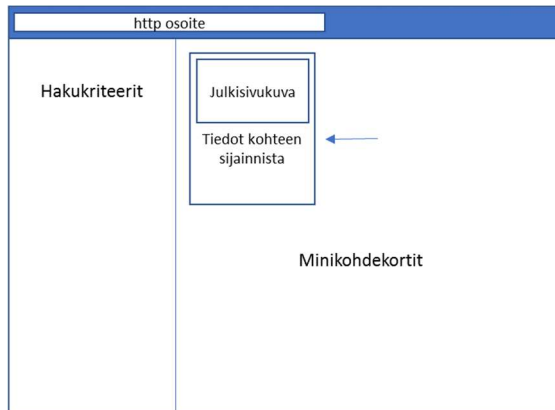 http osoite
Hakukriteerit
Julkisivukuva
Tiedot kohteen
sijainnista
Minikohdekortit